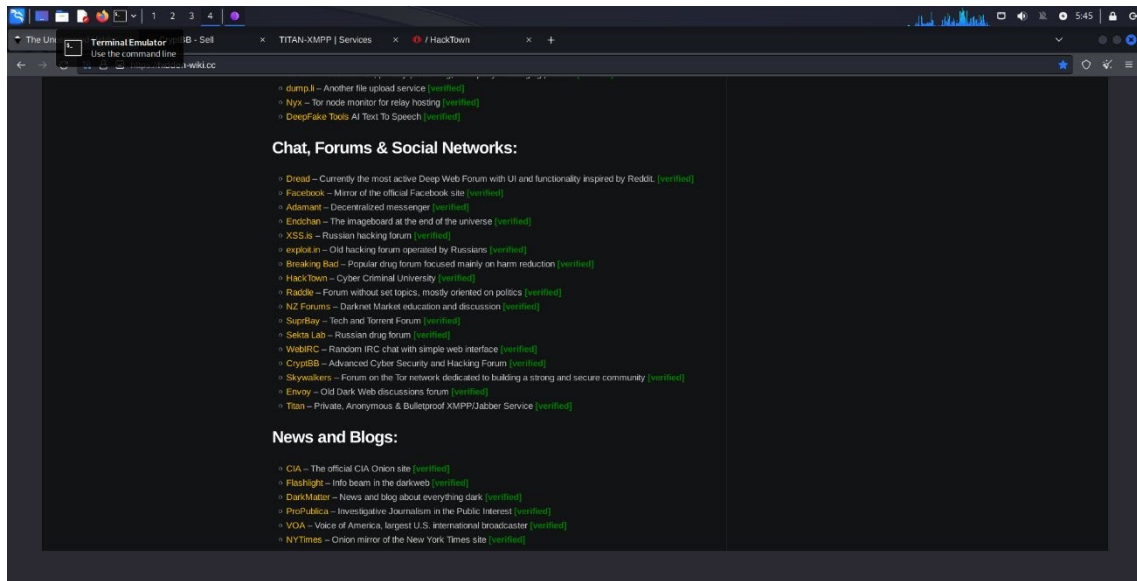 1 2 3 4
5:45
The Un
BB - Sell
TITAN-XMPP | Services
/ HackTown
Terminal Emulator
Use the command line
-wiki.cc
dump.li – Another file upload service [verified]
Nyx – Tor node monitor for relay hosting [verified]
DeepFake Tools AI Text To Speech [verified]
Chat, Forums & Social Networks:
Dread – Currently the most active Deep Web Forum with UI and functionality inspired by Reddit. [verified]
Facebook – Mirror of the official Facebook site [verified]
Adamant – Decentralized messenger [verified]
Endchan – The imageboard at the end of the universe [verified]
XSS.is – Russian hacking forum [verified]
exploit.in – Old hacking forum operated by Russians [verified]
Breaking Bad – Popular drug forum focused mainly on harm reduction [verified]
HackTown – Cyber Criminal University [verified]
Raddle – Forum without set topics, mostly oriented on politics [verified]
NZ Forums – Darknet Market education and discussion [verified]
SuprBay – Tech and Torrent Forum [verified]
Sekta Lab – Russian drug forum [verified]
WebIRC – Random IRC chat with simple web interface [verified]
CryptBB – Advanced Cyber Security and Hacking Forum [verified]
Skywalkers – Forum on the Tor network dedicated to building a strong and secure community [verified]
Envoy – Old Dark Web discussions forum [verified]
Titan – Private, Anonymous & Bulletproof XMPP/Jabber Service [verified]
News and Blogs:
CIA – The official CIA Onion site [verified]
Flashlight – Info beam in the darkweb [verified]
DarkMatter – News and blog about everything dark [verified]
ProPublica – Investigative Journalism in the Public Interest [verified]
VOA – Voice of America, largest U.S. international broadcaster [verified]
NYTimes – Onion mirror of the New York Times site [verified]